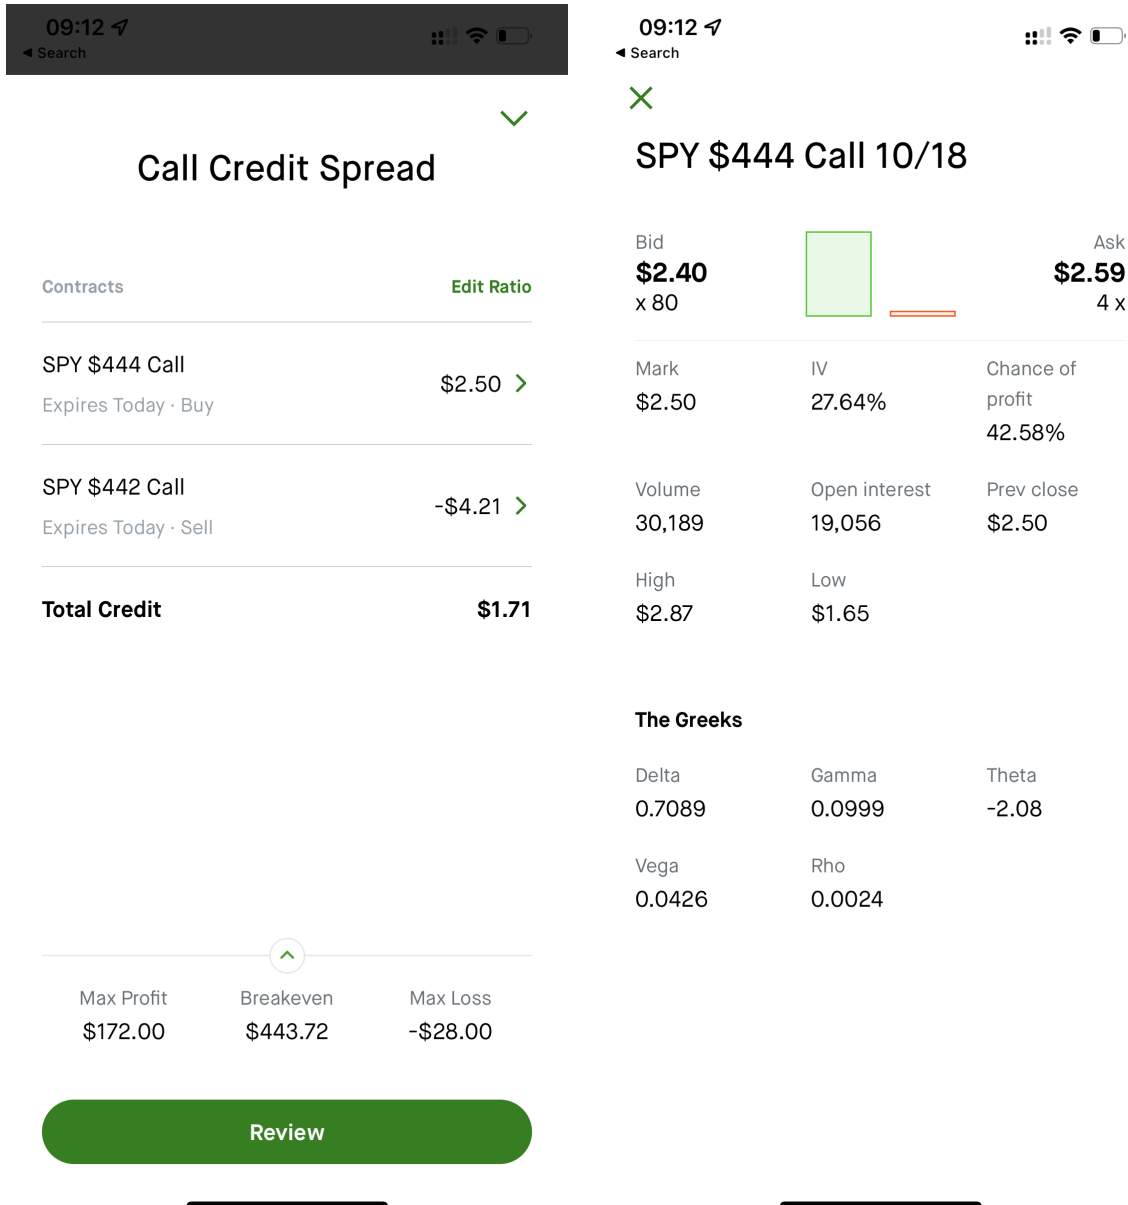 09:12
Search
Call Credit Spread
Contracts
Edit Ratio
SPY $444 Call
Expires Today · Buy
$2.50
SPY $442 Call
Expires Today · Sell
-$4.21
Total Credit
$1.71
Max Profit
$172.00
Breakeven
$443.72
Max Loss
-$28.00
Review
09:12
Search
SPY $444 Call 10/18
Bid
$2.40
x 80
Ask
$2.59
4 x
Mark
$2.50
IV
27.64%
Chance of
profit
42.58%
Volume
30,189
Open interest
19,056
Prev close
$2.50
High
$2.87
Low
$1.65
The Greeks
Delta
0.7089
Gamma
0.0999
Theta
-2.08
Vega
0.0426
Rho
0.0024